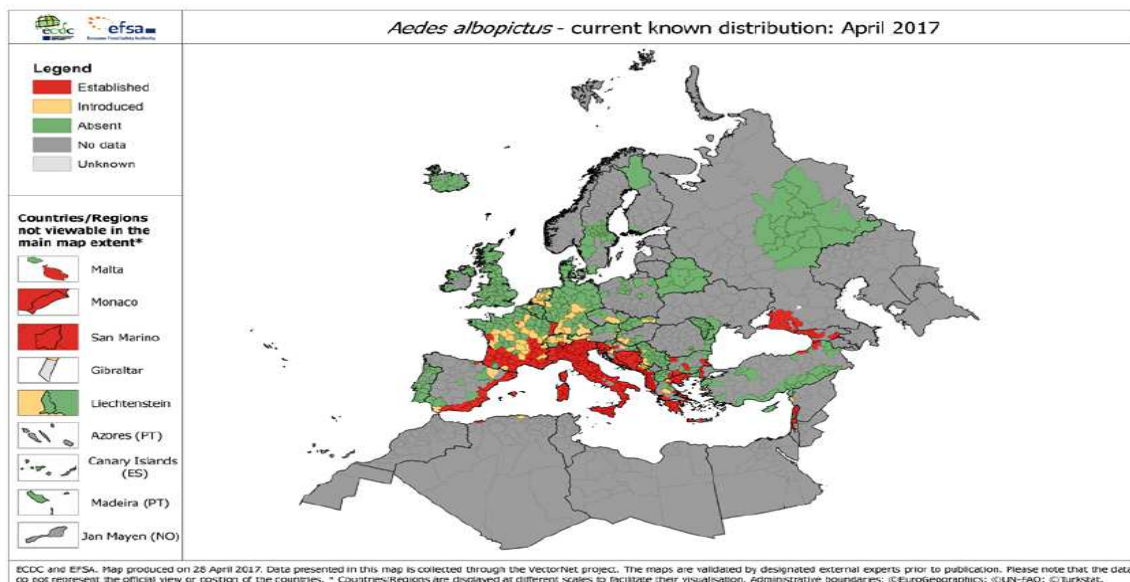 ecdc efsa
European Food Safety Authority
Aedes albopictus - current known distribution: April 2017
Legend
Established
Introduced
Absent
No data
Unknown
Countries/Regions
not viewable in the
main map extent*
Malta
Monaco
San Marino
Gibraltar
Liechtenstein
Azores (PT)
Canary Islands
(ES)
Madeira (PT)
Jan Mayen (NO)
ECDC and EFSA. Map produced on 28 April 2017. Data presented in this map is collected through the VectorNet project. The maps are validated by designated external experts prior to publication. Please note that the data
do not represent the official view or position of the countries. * Countries/Regions are displayed at different scales to facilitate their visualisation. Administrative boundaries: ©EuroGeographics; ©UN-FAO; ©Turkstat.